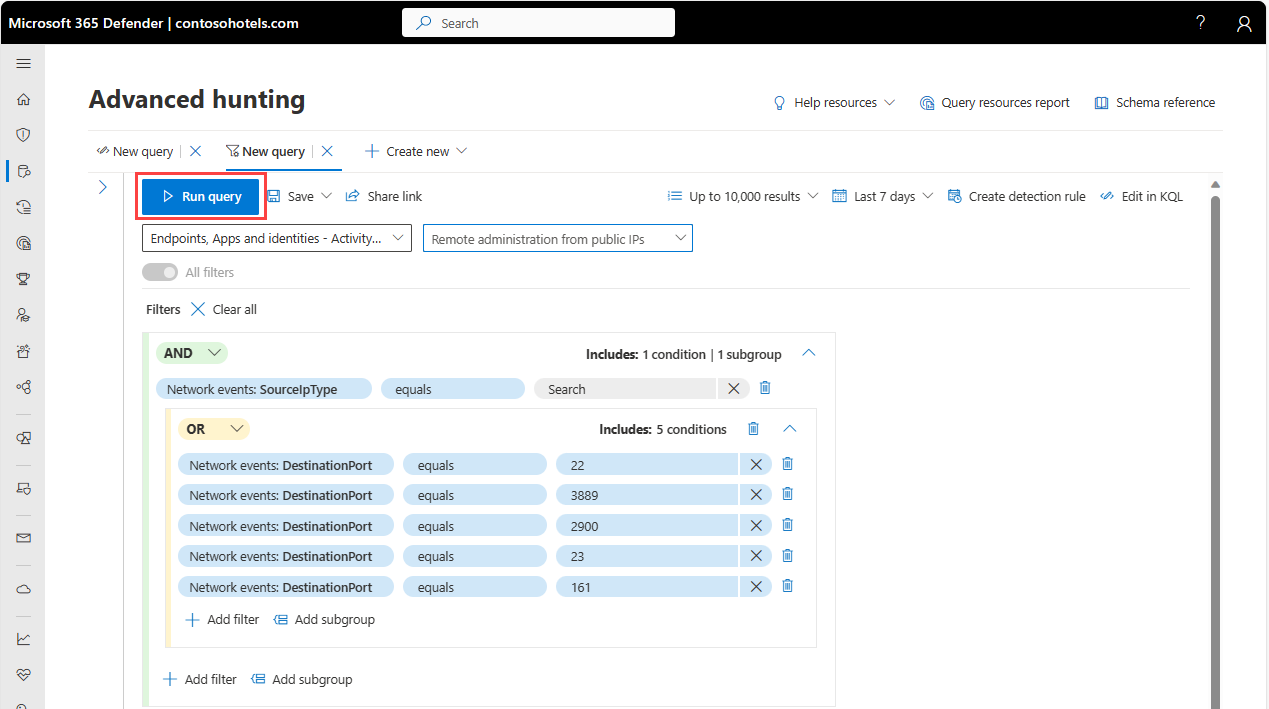 Microsoft 365 Defender | contosohotels.com
Search
?
Advanced hunting
Help resources
Query resources report
Schema reference
New query
New query
Create new
Run query
Save
Share link
Up to 10,000 results
Last 7 days
Create detection rule
Edit in KQL
Endpoints, Apps and identities - Activity...
Remote administration from public IPs
All filters
Filters
Clear all
AND
Includes: 1 condition | 1 subgroup
Network events: SourceIpType equals Search
OR
Includes: 5 conditions
Network events: DestinationPort equals 22
Network events: DestinationPort equals 3889
Network events: DestinationPort equals 2900
Network events: DestinationPort equals 23
Network events: DestinationPort equals 161
Add filter
Add subgroup
Add filter
Add subgroup